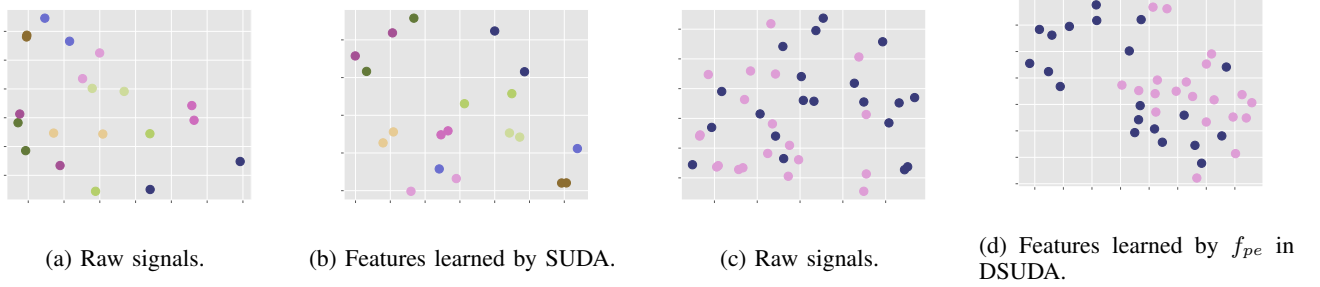 (a) Raw signals.
(b) Features learned by SUDA.
(c) Raw signals.
(d) Features learned by f_pe in
DSUDA.